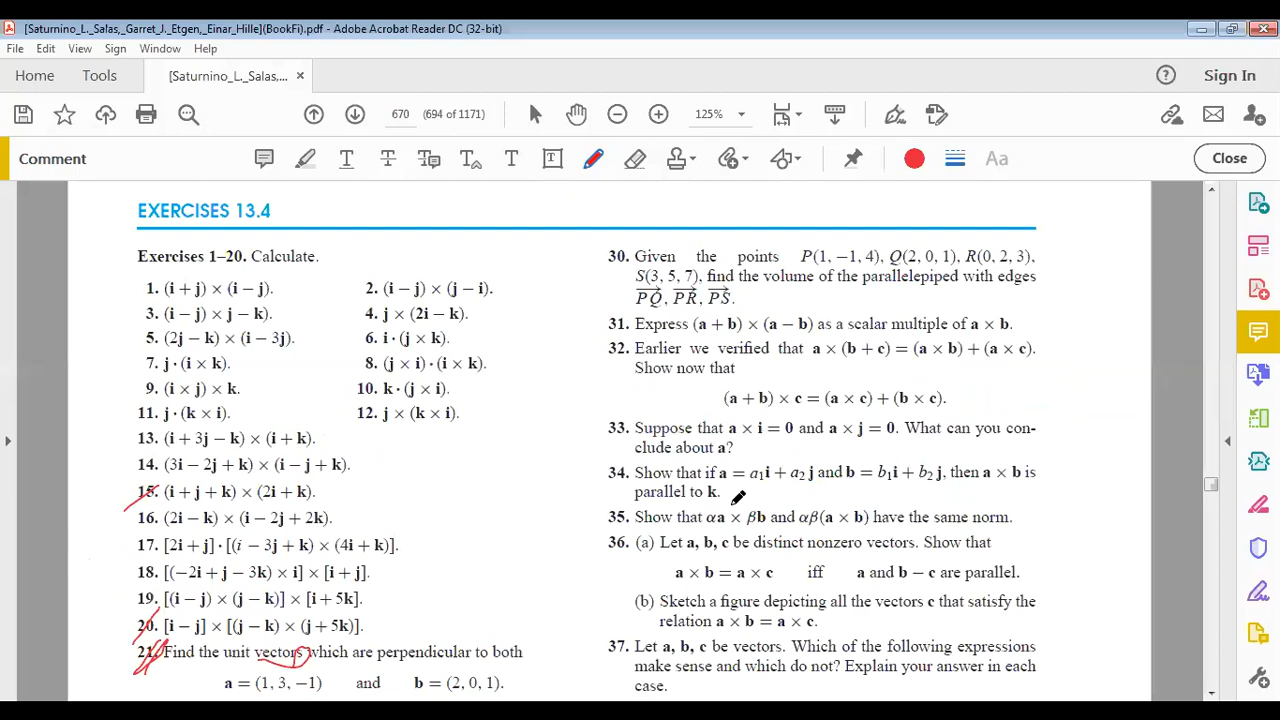 [Saturnino_L._Salas,_Garret_J._Etgen,_Einar_Hille](BookFi).pdf - Adobe Acrobat Reader DC (32-bit)
File Edit View Sign Window Help
Home Tools [Saturnino_L._Salas,... × Sign In
670 (694 of 1171) 125%
Comment Aa Close
EXERCISES 13.4
Exercises 1–20. Calculate.
1. (i + j) × (i − j). 2. (i − j) × (j − i).
3. (i − j) × j − k). 4. j × (2i − k).
5. (2j − k) × (i − 3j). 6. i · (j × k).
7. j · (i × k). 8. (j × i) · (i × k).
9. (i × j) × k. 10. k · (j × i).
11. j · (k × i). 12. j × (k × i).
13. (i + 3j − k) × (i + k).
14. (3i − 2j + k) × (i − j + k).
15. (i + j + k) × (2i + k).
16. (2i − k) × (i − 2j + 2k).
17. [2i + j] · [(i − 3j + k) × (4i + k)].
18. [(−2i + j − 3k) × i] × [i + j].
19. [(i − j) × (j − k)] × [i + 5k].
20. [i − j] × [(j − k) × (j + 5k)].
21. Find the unit vectors which are perpendicular to both
a = (1, 3, −1) and b = (2, 0, 1).
30. Given the points P(1, −1, 4), Q(2, 0, 1), R(0, 2, 3),
S(3, 5, 7), find the volume of the parallelepiped with edges
PQ, PR, PS.
31. Express (a + b) × (a − b) as a scalar multiple of a × b.
32. Earlier we verified that a × (b + c) = (a × b) + (a × c).
Show now that
(a + b) × c = (a × c) + (b × c).
33. Suppose that a × i = 0 and a × j = 0. What can you con-
clude about a?
34. Show that if a = a₁i + a₂ j and b = b₁i + b₂ j, then a × b is
parallel to k.
35. Show that αa × βb and αβ(a × b) have the same norm.
36. (a) Let a, b, c be distinct nonzero vectors. Show that
a × b = a × c iff a and b − c are parallel.
(b) Sketch a figure depicting all the vectors c that satisfy the
relation a × b = a × c.
37. Let a, b, c be vectors. Which of the following expressions
make sense and which do not? Explain your answer in each
case.